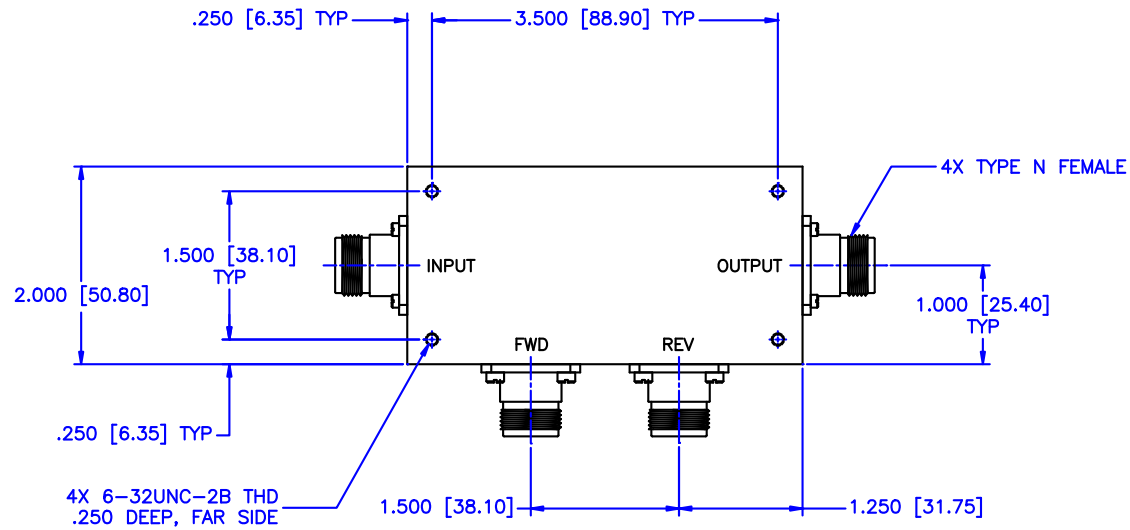 .250 [6.35] TYP
3.500 [88.90] TYP
4X TYPE N FEMALE
1.500 [38.10]
TYP
INPUT
OUTPUT
2.000 [50.80]
1.000 [25.40]
TYP
FWD
REV
.250 [6.35] TYP
4X 6-32UNC-2B THD
.250 DEEP, FAR SIDE
1.500 [38.10]
1.250 [31.75]